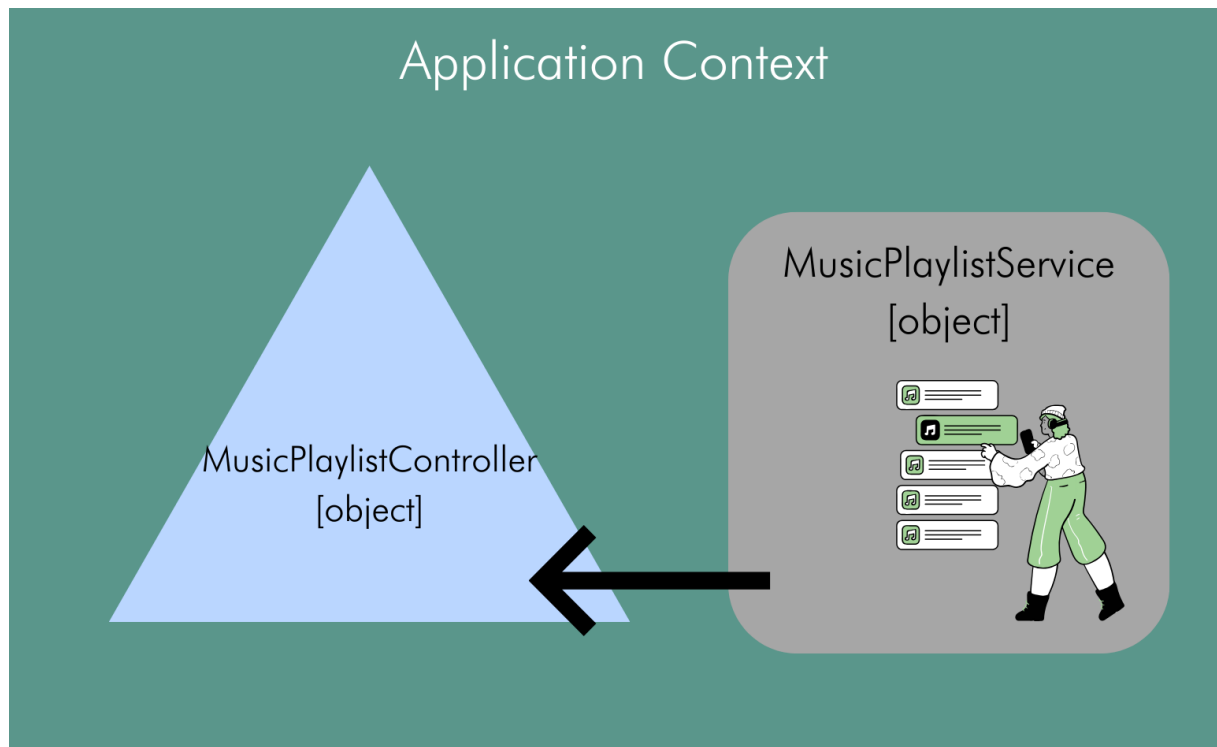 Application Context
MusicPlaylistService
[object]
MusicPlaylistController
[object]